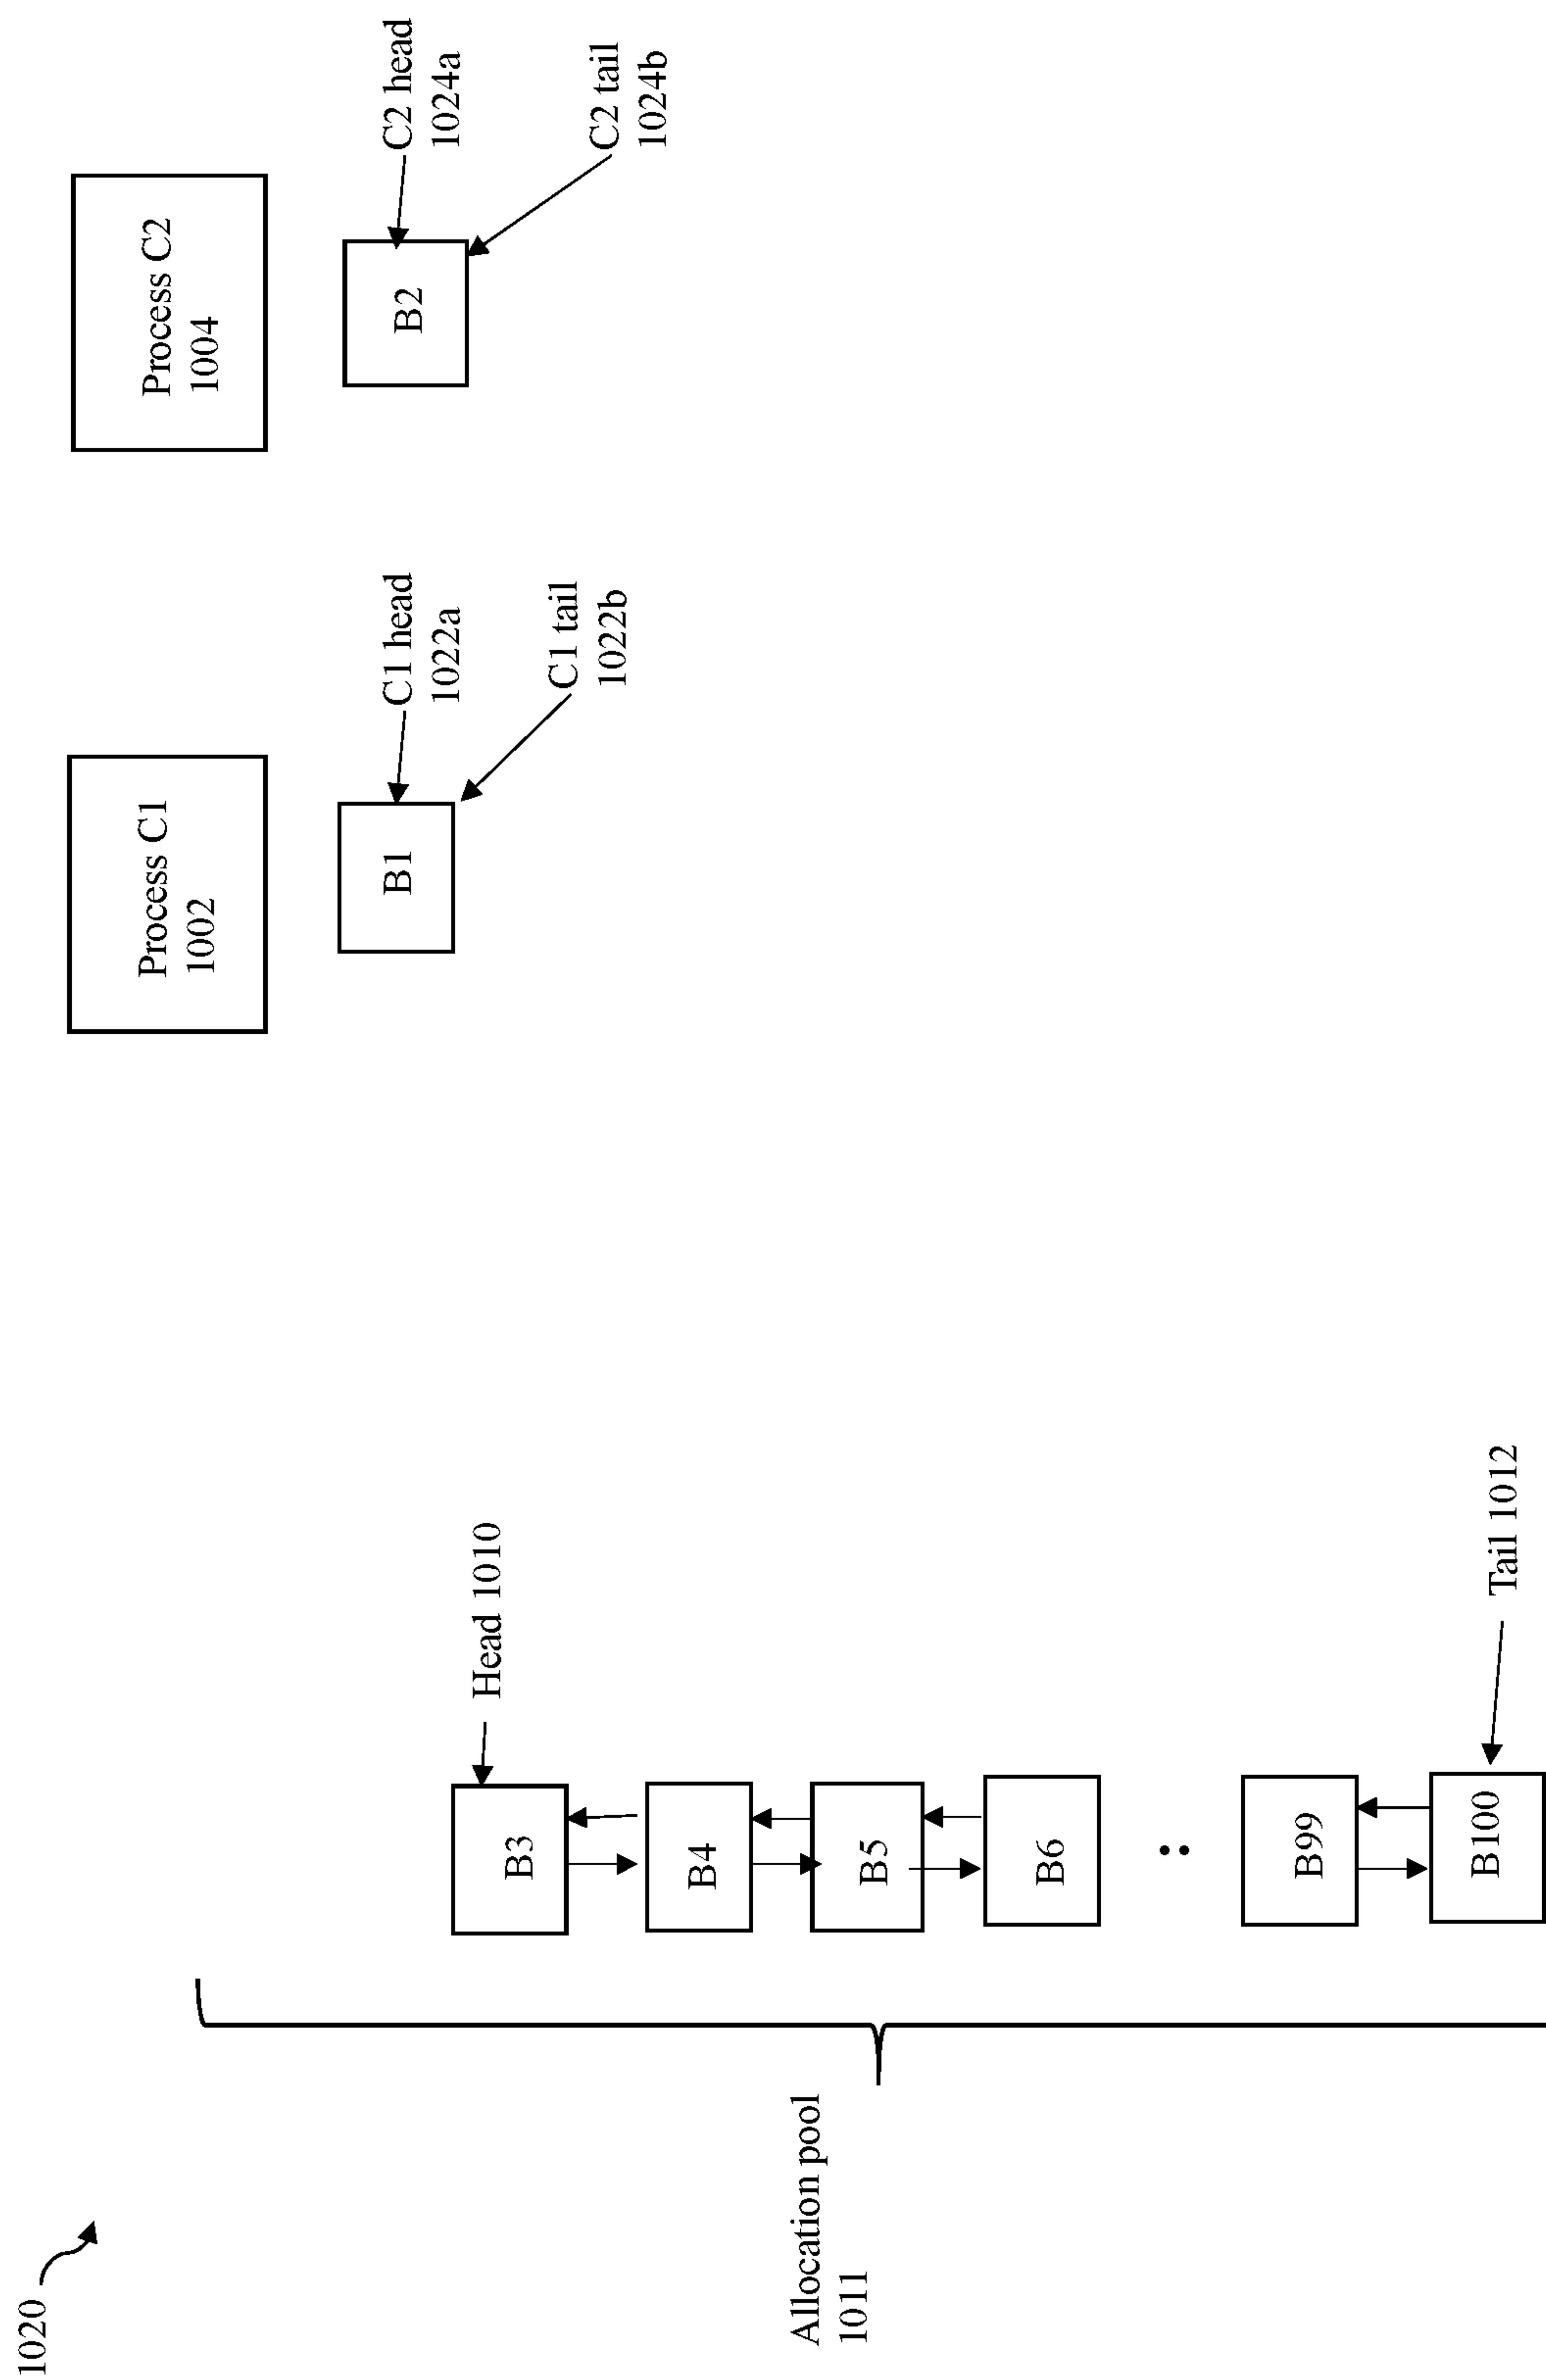 1020
Process C1
1002
Process C2
1004
B1
C1 head
1022a
C1 tail
1022b
B2
C2 head
1024a
C2 tail
1024b
Allocation pool
1011
B3
Head 1010
B4
B5
B6
B99
B100
Tail 1012